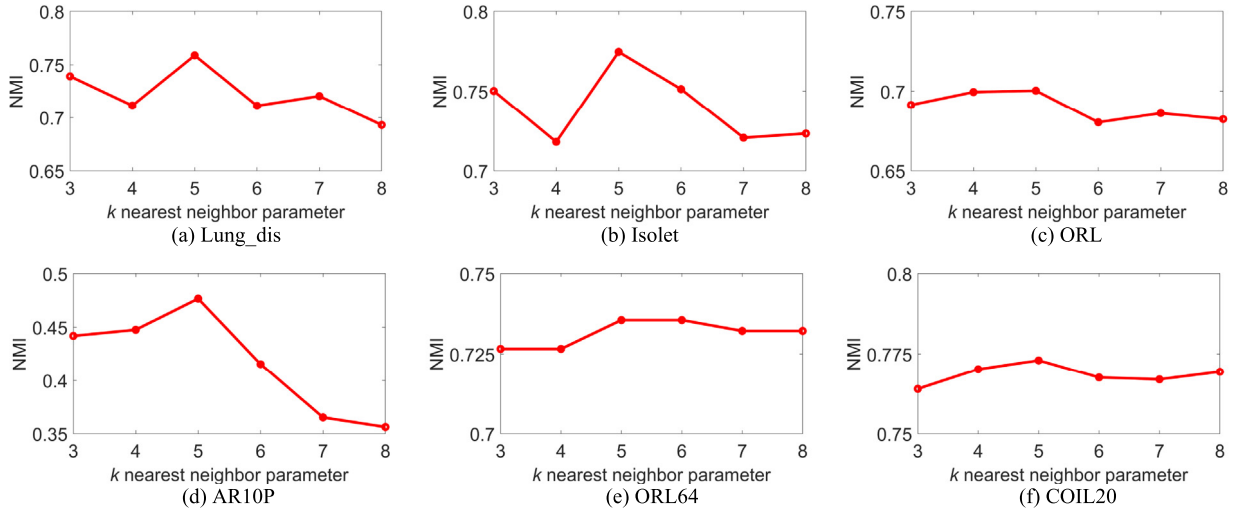 0.8
0.75
0.7
0.65
NMI
3 4 5 6 7 8
k nearest neighbor parameter
(a) Lung_dis
0.8
0.75
0.7
NMI
3 4 5 6 7 8
k nearest neighbor parameter
(b) Isolet
0.75
0.7
0.65
NMI
3 4 5 6 7 8
k nearest neighbor parameter
(c) ORL
0.5
0.45
0.4
0.35
NMI
3 4 5 6 7 8
k nearest neighbor parameter
(d) AR10P
0.75
0.725
0.7
NMI
3 4 5 6 7 8
k nearest neighbor parameter
(e) ORL64
0.8
0.775
0.75
NMI
3 4 5 6 7 8
k nearest neighbor parameter
(f) COIL20